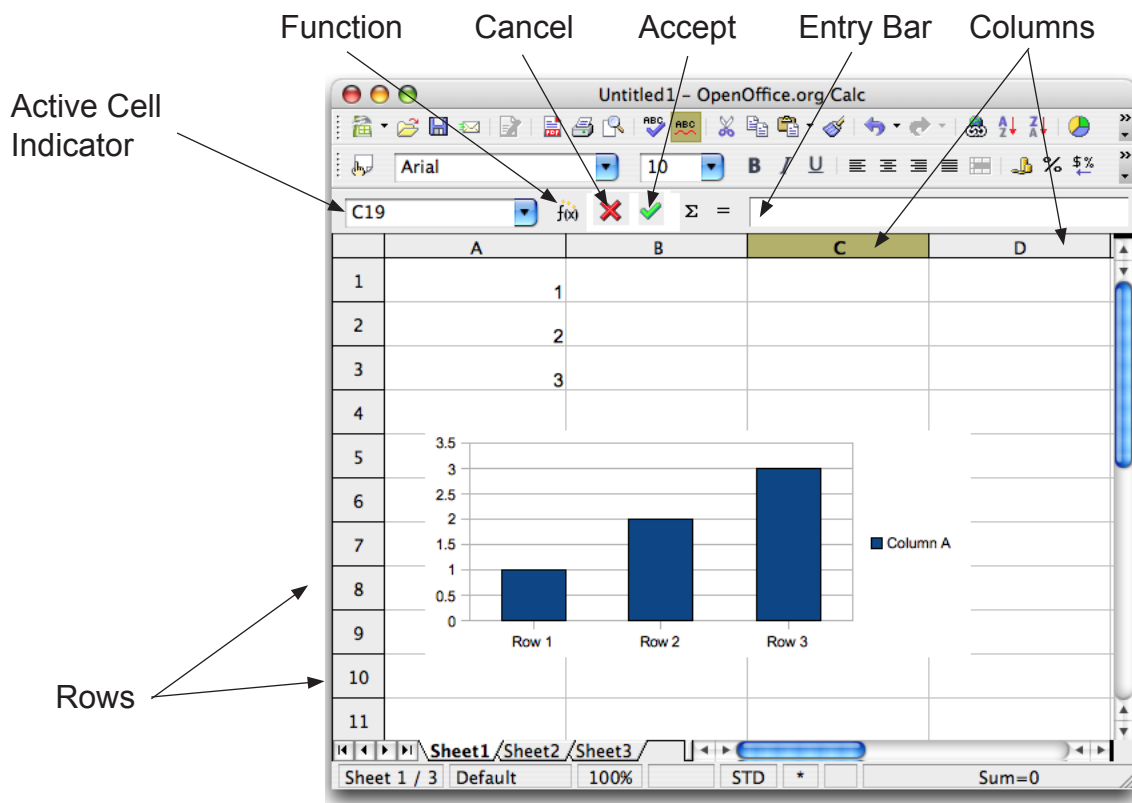 Function Cancel Accept Entry Bar Columns
Active Cell
Indicator
Untitled1 – OpenOffice.org Calc
PDF ABC ABC A Z Z A »
Arial 10 B I U % $% »
C19 f(x) Σ =
A B C D
1 1
2 2
3 3
4
5
6
7
8
9
10
11
3.5
3
2.5
2
1.5
1
0.5
0
Row 1 Row 2 Row 3
Column A
Rows
Sheet1 Sheet2 Sheet3
Sheet 1 / 3 Default 100% STD * Sum=0